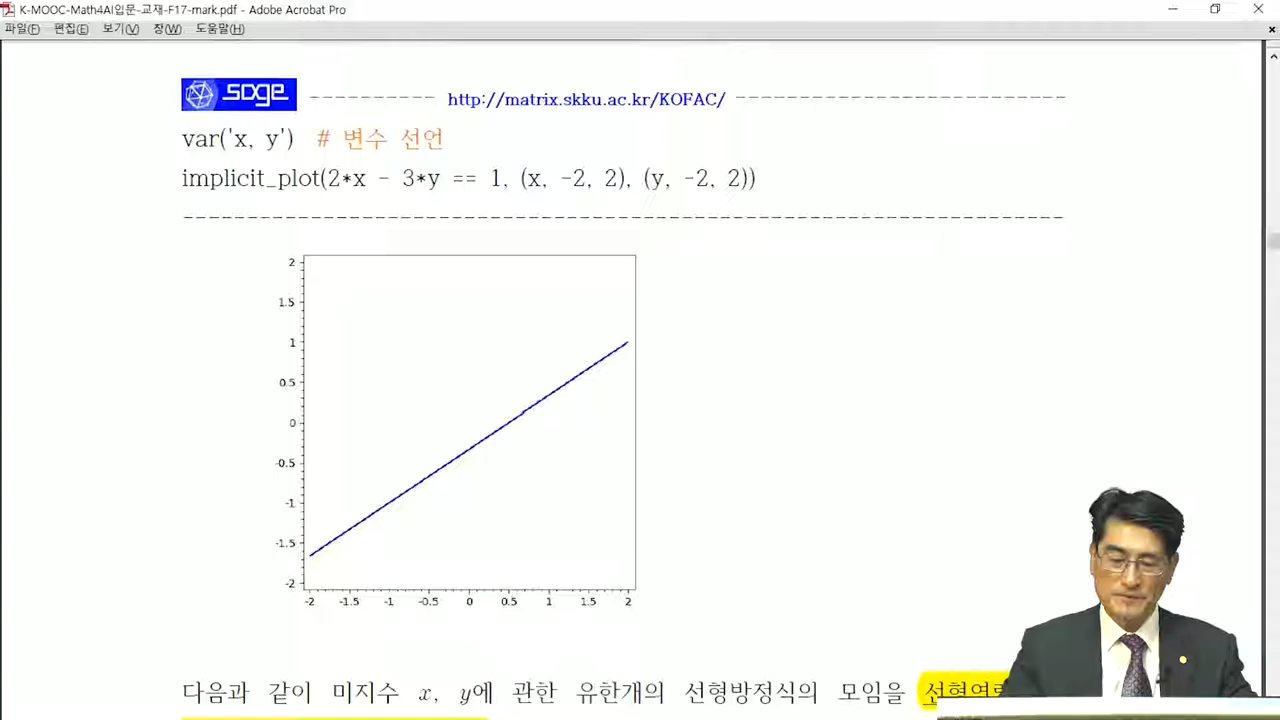 K-MOOC-Math4AI입문-교재-F17-mark.pdf - Adobe Acrobat Pro
파일(F) 편집(E) 보기(V) 창(W) 도움말(H)
sage http://matrix.skku.ac.kr/KOFAC/
var('x, y') # 변수 선언
implicit_plot(2*x - 3*y == 1, (x, -2, 2), (y, -2, 2))
2
1.5
1
0.5
0
-0.5
-1
-1.5
-2
-2 -1.5 -1 -0.5 0 0.5 1 1.5 2
다음과 같이 미지수 x, y에 관한 유한개의 선형방정식의 모임을